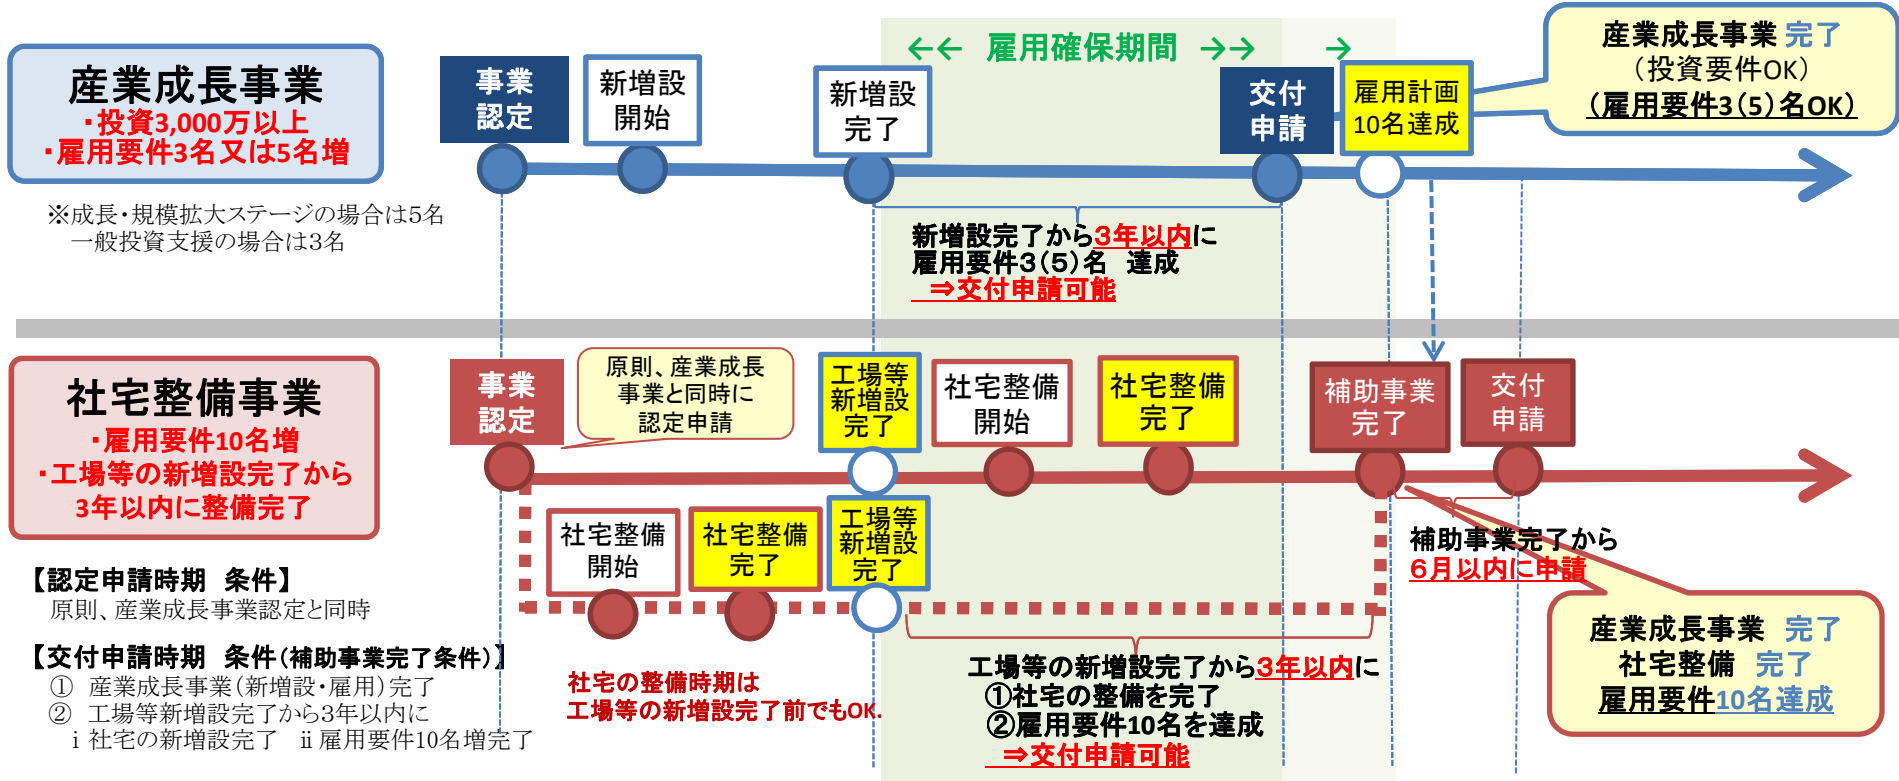 産業成長事業
・投資3,000万以上
・雇用要件3名又は5名増
※成長・規模拡大ステージの場合は5名
一般投資支援の場合は3名
事業
認定
新増設
開始
新増設
完了
←← 雇用確保期間 →→ →
交付
申請
雇用計画
10名達成
産業成長事業 完了
（投資要件OK）
（雇用要件3（5）名OK）
新増設完了から3年以内に
雇用要件3（5）名 達成
⇒交付申請可能
社宅整備事業
・雇用要件10名増
・工場等の新増設完了から
3年以内に整備完了
事業
認定
原則、産業成長
事業と同時に
認定申請
工場等
新増設
完了
社宅整備
開始
社宅整備
完了
補助事業
完了
交付
申請
社宅整備
開始
社宅整備
完了
工場等
新増設
完了
補助事業完了から
6月以内に申請
【認定申請時期 条件】
原則、産業成長事業認定と同時
【交付申請時期 条件（補助事業完了条件）】
① 産業成長事業（新増設・雇用）完了
② 工場等新増設完了から3年以内に
ⅰ 社宅の新増設完了 ⅱ 雇用要件10名増完了
社宅の整備時期は
工場等の新増設完了前でもOK.
工場等の新増設完了から3年以内に
①社宅の整備を完了
②雇用要件10名を達成
⇒交付申請可能
産業成長事業 完了
社宅整備 完了
雇用要件10名達成